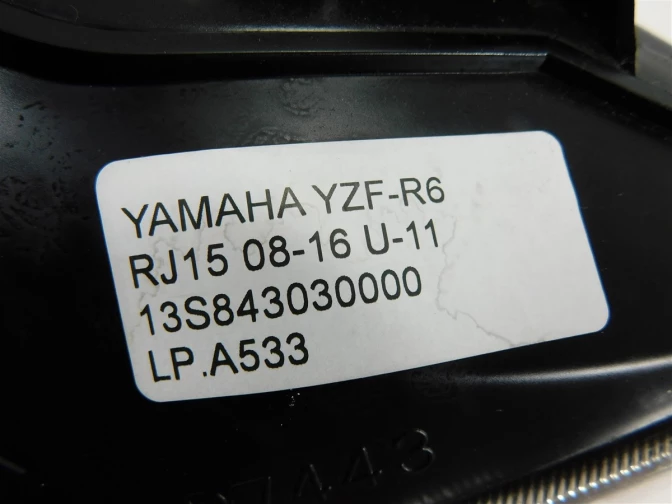 YAMAHA YZF-R6
RJ15 08-16 U-11
13S843030000
LP.A533